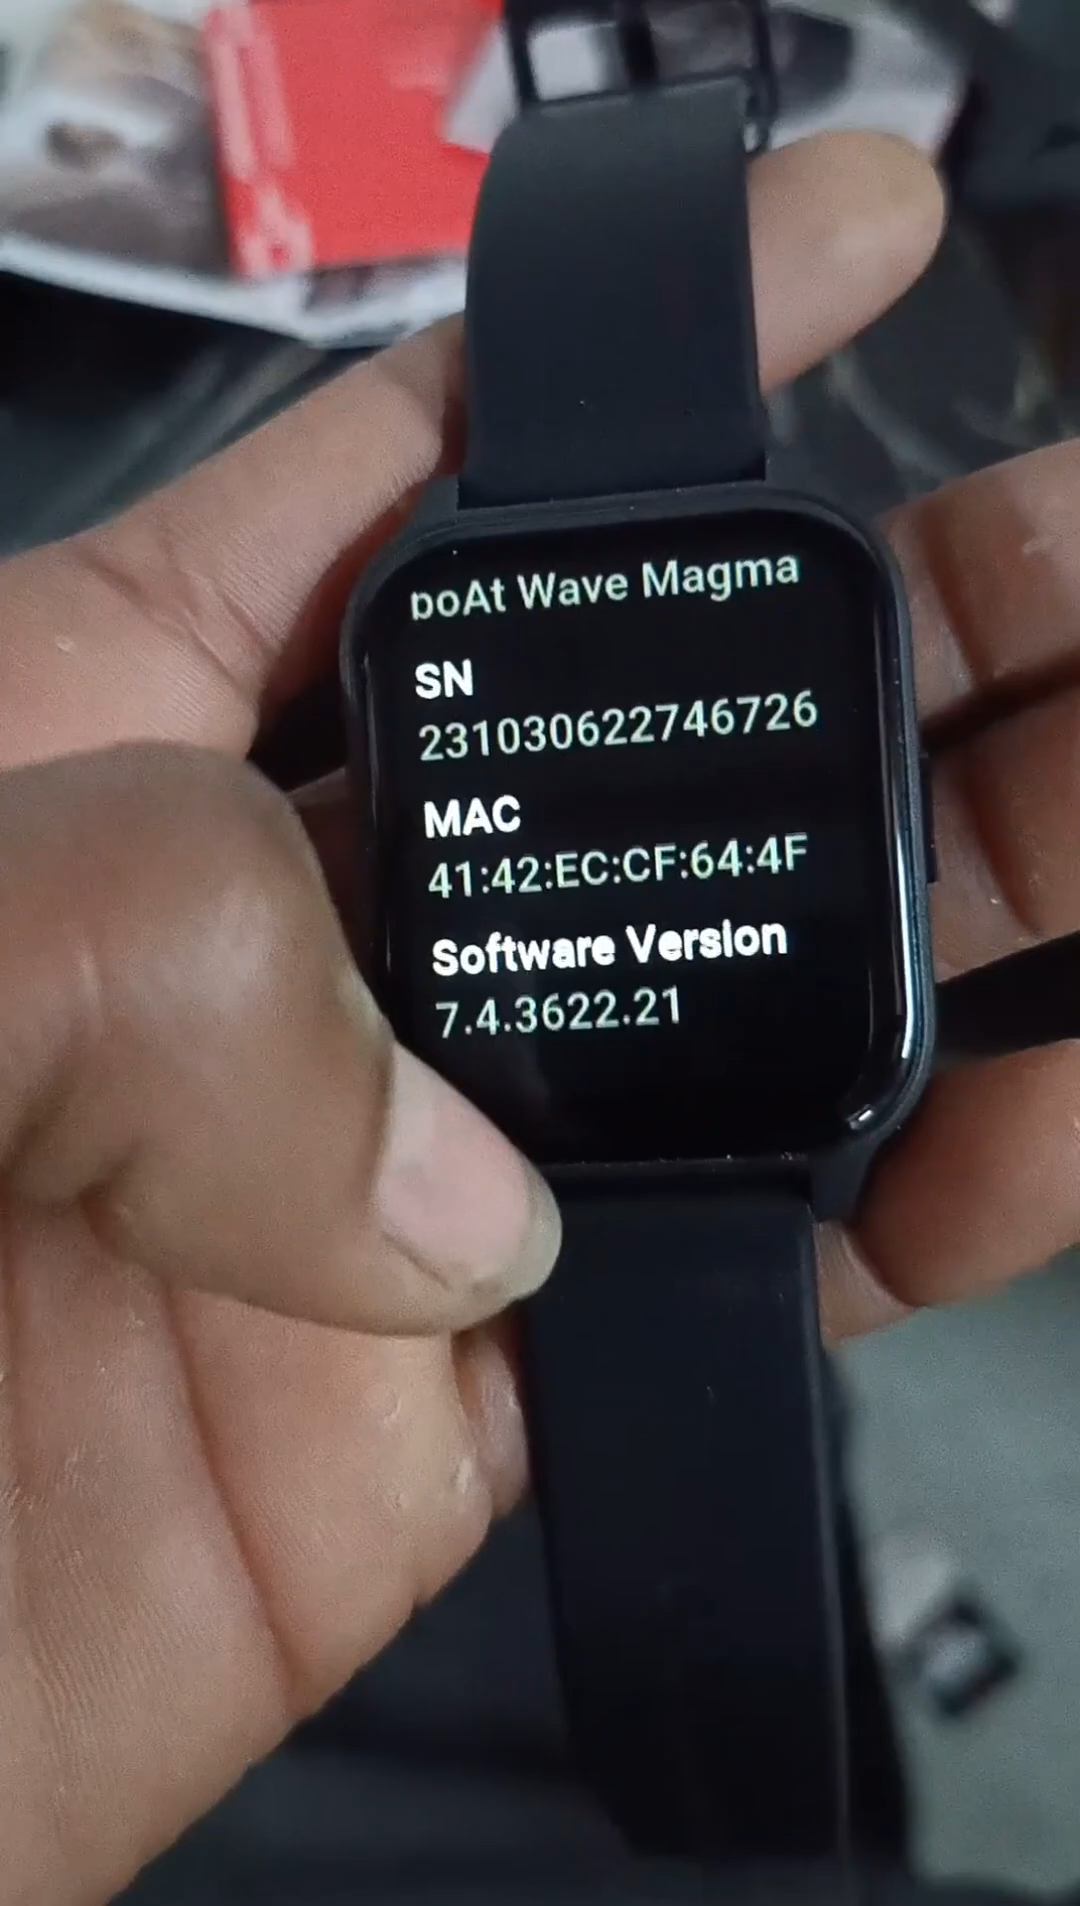 boAt Wave Magma
SN
231030622746726
MAC
41:42:EC:CF:64:4F
Software Version
7.4.3622.21